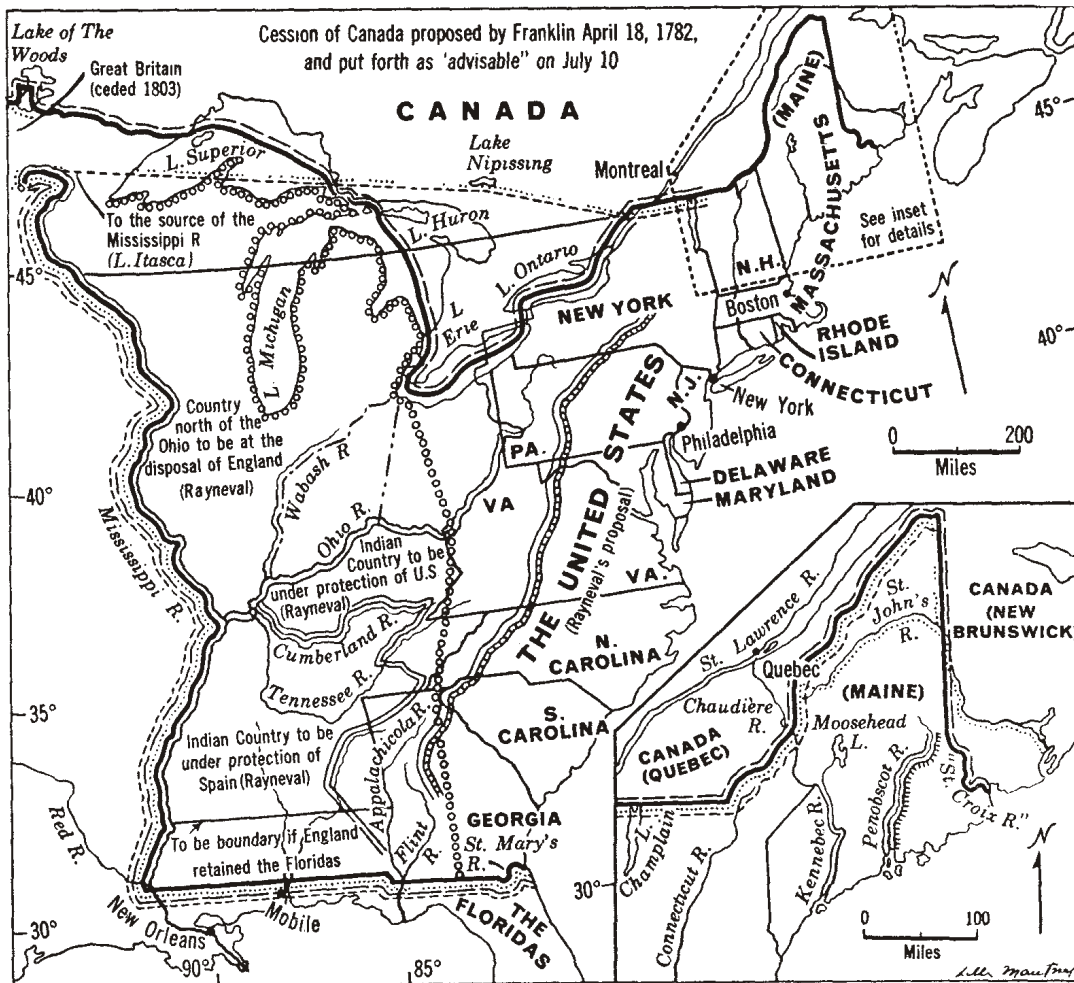 Cession of Canada proposed by Franklin April 18, 1782,
and put forth as 'advisable" on July 10
Lake of The
Woods
Great Britain
(ceded 1803)
CANADA
Lake
Nipissing
Montreal
(MAINE)
MASSACHUSETTS
45°
L. Superior
To the source of the
Mississippi R
(L. Itasca)
L. Huron
L. Ontario
See inset
for details
45°
L. Michigan
L
Erie
NEW YORK
N.H.
Boston
RHODE
ISLAND
CONNECTICUT
N
40°
Country
north of the
Ohio to be at the
disposal of England
(Rayneval)
Wabash R
PA.
N.J.
New York
Philadelphia
0 200
Miles
DELAWARE
MARYLAND
40°
Mississippi R
Ohio R.
VA
THE UNITED STATES
(Rayneval's proposal)
Indian
Country to be
under protection
of U.S
(Rayneval)
VA.
Cumberland R.
N.
CAROLINA
Tennessee R.
35°
S.
CAROLINA
Appalachicola R.
Indian Country to be
under protection of
Spain (Rayneval)
GEORGIA
St. Mary's
R.
Flint
R.
Red R.
To be boundary if England
retained the Floridas
30°
New Orleans
Mobile
THE
FLORIDAS
30°
90°
85°
CANADA
(NEW
BRUNSWICK)
St. Lawrence R.
St.
John's
R.
Quebec
(MAINE)
Chaudière
R.
Moosehead
L.
CANADA
(QUEBEC)
Penobscot R.
"St.
Croix R."
L.
Champlain
Connecticut R.
Kennebec R.
N
0 100
Miles